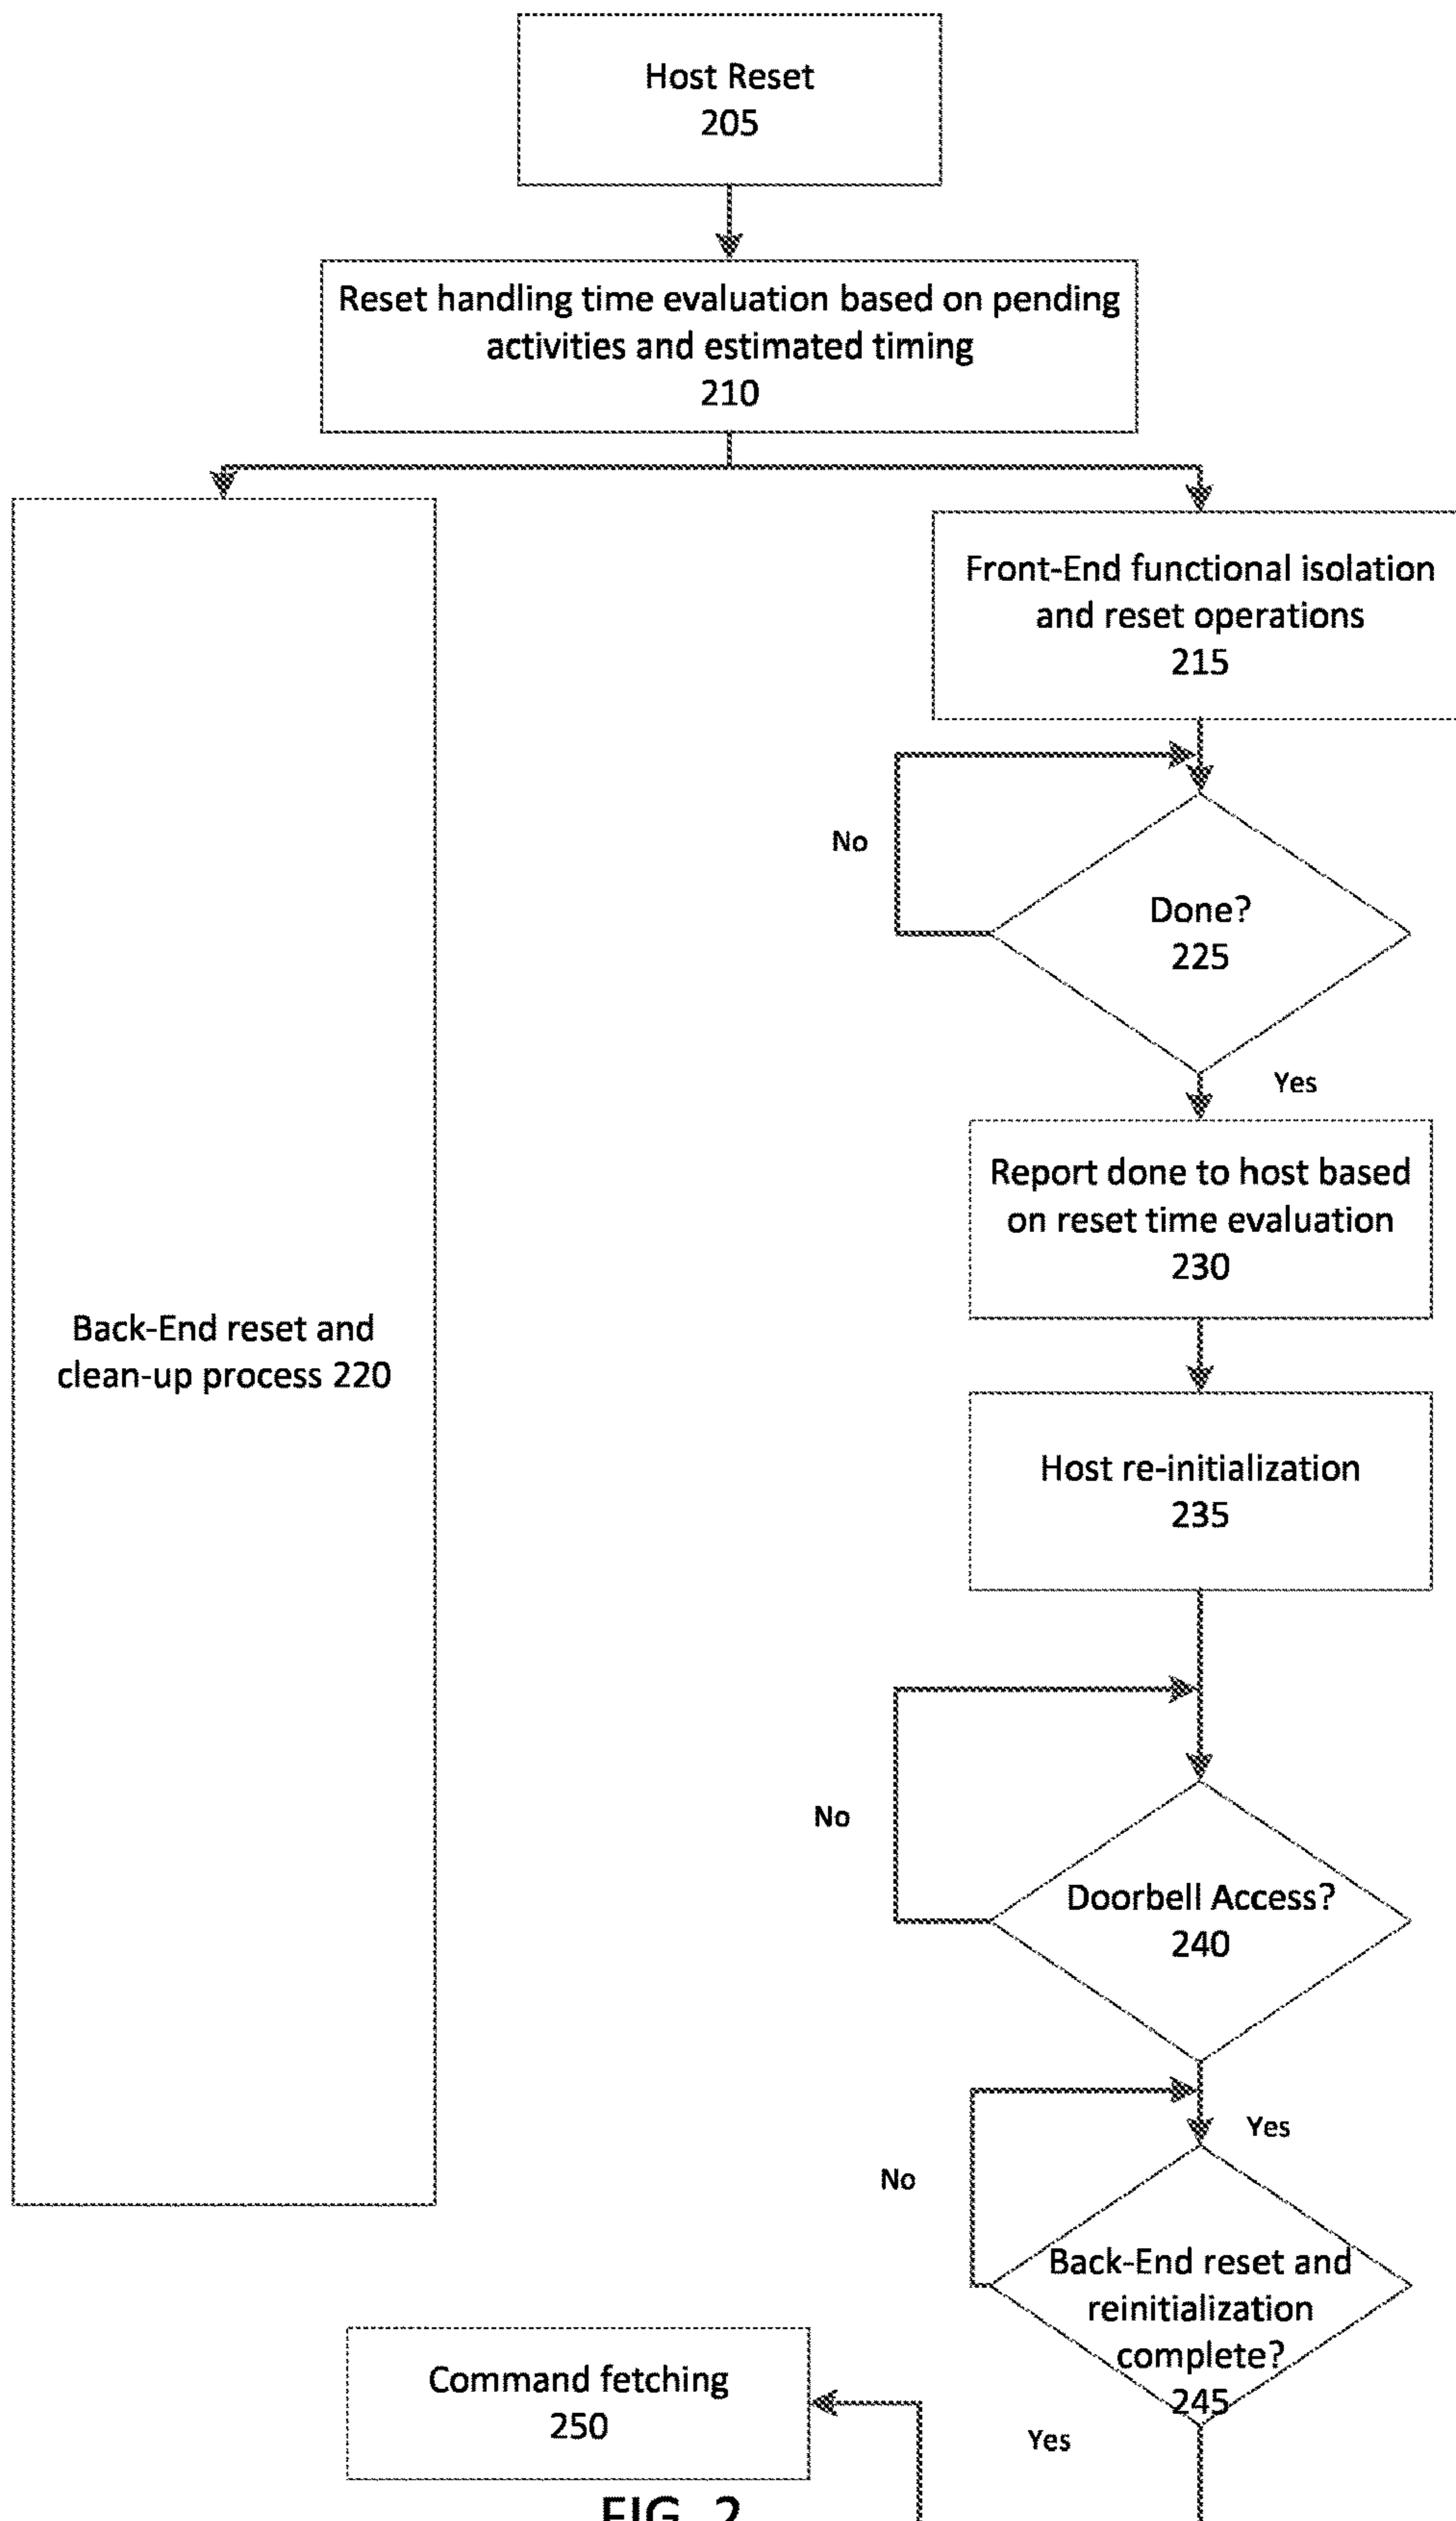 Host Reset
205
Reset handling time evaluation based on pending
activities and estimated timing
210
Front-End functional isolation
and reset operations
215
No
Done?
225
Yes
Report done to host based
on reset time evaluation
230
Back-End reset and
clean-up process 220
Host re-initialization
235
No
Doorbell Access?
240
Yes
No
Back-End reset and
reinitialization
complete?
245
Command fetching
250
Yes
FIG. 2